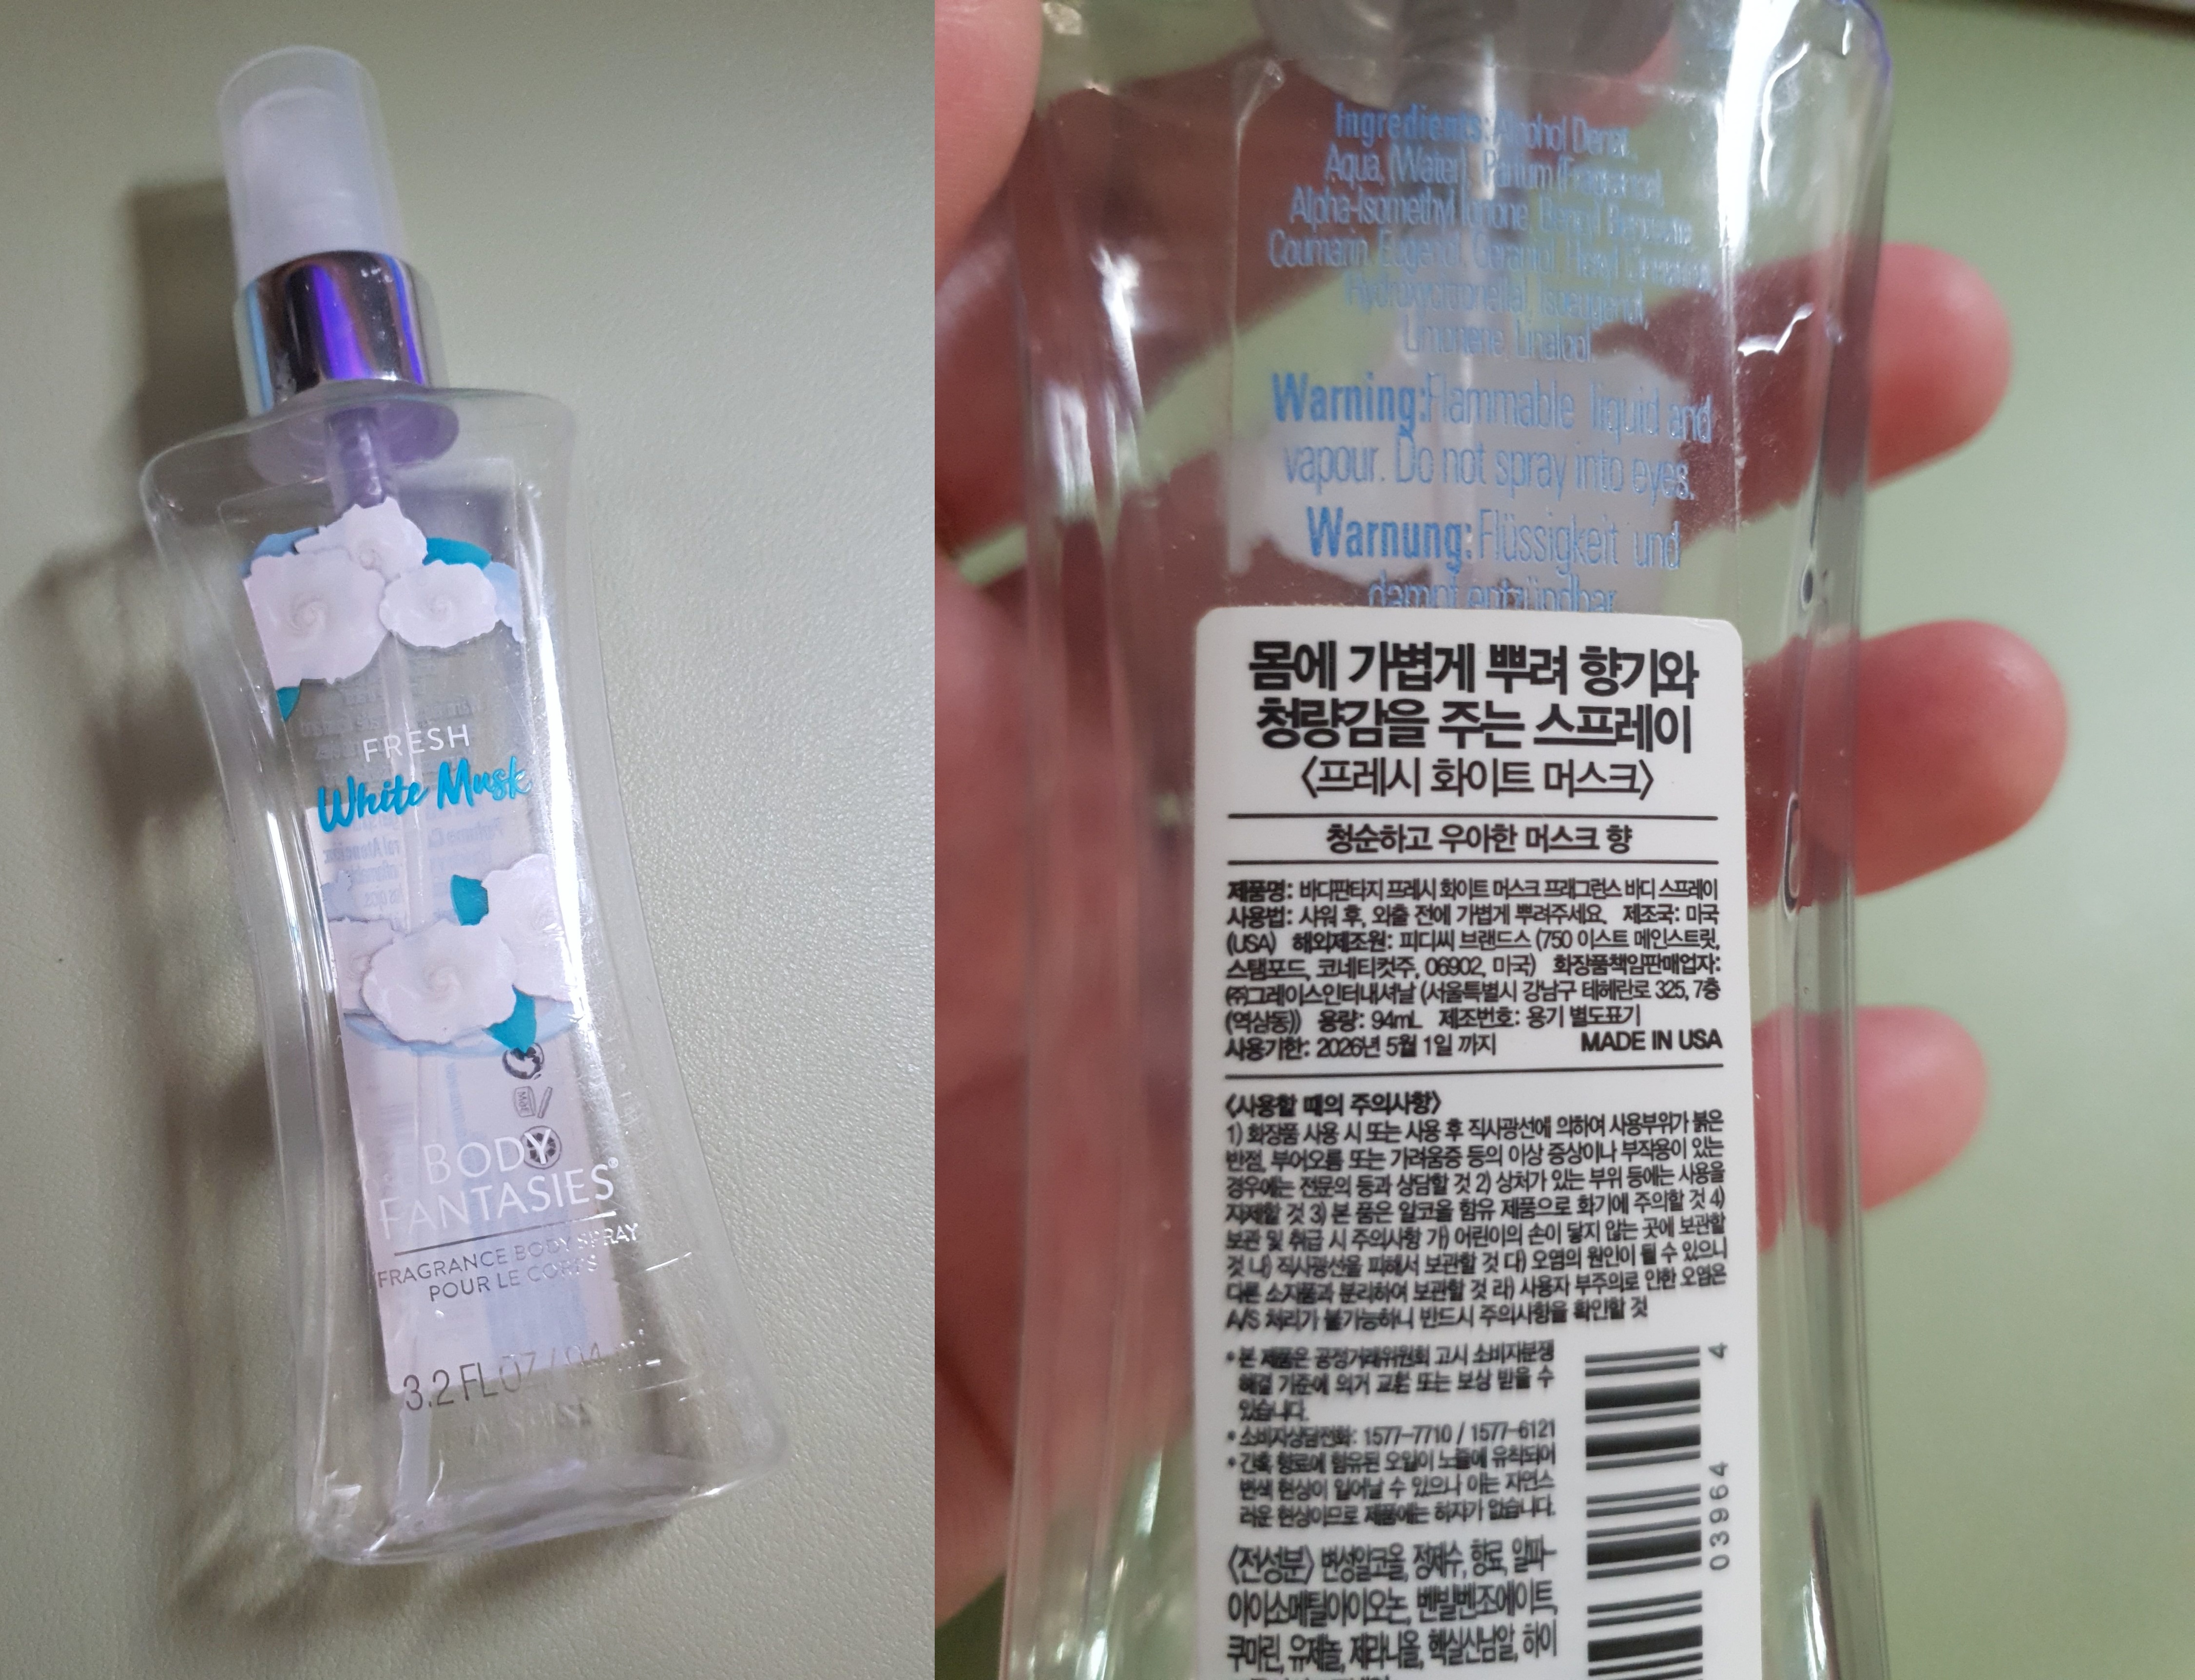 FRESH
White Musk
BODY
FANTASIES®
FRAGRANCE BODY SPRAY
POUR LE CORPS
3.2 FL OZ / 94
Ingredients: Alcohol Denat.,
Aqua, (Water), Parfum (Fragrance),
Alpha-Isomethyl Ionone, Benzyl Benzoate,
Coumarin, Eugenol, Geraniol, Hexyl Cinnamal,
Hydroxycitronellal, Isoeugenol,
Limonene, Linalool.
Warning: Flammable liquid and
vapour. Do not spray into eyes.
Warnung: Flüssigkeit und
dampf entzündbar.
몸에 가볍게 뿌려 향기와
청량감을 주는 스프레이
<프레시 화이트 머스크>
청순하고 우아한 머스크 향
제품명: 바디판타지 프레시 화이트 머스크 프래그런스 바디 스프레이
사용법: 샤워 후, 외출 전에 가볍게 뿌려주세요. 제조국: 미국
(USA) 해외제조원: 피디씨 브랜드스 (750 이스트 메인스트릿,
스탬포드, 코네티컷주, 06902, 미국) 화장품책임판매업자:
㈜그레이스인터내셔날 (서울특별시 강남구 테헤란로 325, 7층
(역삼동)) 용량: 94mL 제조번호: 용기 별도표기
사용기한: 2026년 5월 1일 까지 MADE IN USA
<사용할 때의 주의사항>
1) 화장품 사용 시 또는 사용 후 직사광선에 의하여 사용부위가 붉은
반점, 부어오름 또는 가려움증 등의 이상 증상이나 부작용이 있는
경우에는 전문의 등과 상담할 것 2) 상처가 있는 부위 등에는 사용을
자제할 것 3) 본 품은 알코올 함유 제품으로 화기에 주의할 것 4)
보관 및 취급 시 주의사항 가) 어린이의 손이 닿지 않는 곳에 보관할
것 나) 직사광선을 피해서 보관할 것 다) 오염의 원인이 될 수 있으니
다른 소지품과 분리하여 보관할 것 라) 사용자 부주의로 인한 오염은
A/S 처리가 불가능하니 반드시 주의사항을 확인할 것
* 본 제품은 공정거래위원회 고시 소비자분쟁
해결 기준에 의거 교환 또는 보상 받을 수
있습니다.
* 소비자상담전화: 1577-7710 / 1577-6121
* 간혹 향료에 함유된 오일이 노즐에 유착되어
변색 현상이 일어날 수 있으나 이는 자연스
러운 현상이므로 제품에는 하자가 없습니다.
<전성분> 변성알코올, 정제수, 향료, 알파-
아이소메틸아이오논, 벤질벤조에이트,
쿠마린, 유제놀, 제라니올, 헥실신남알, 하이
4
03964